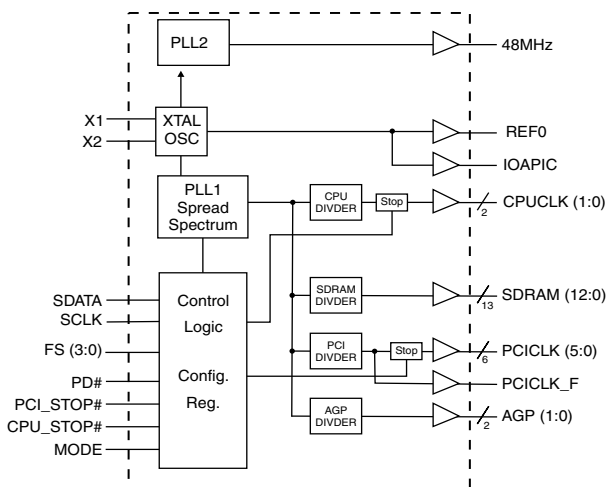 PLL2
48MHz
X1
X2
XTAL
OSC
REF0
IOAPIC
PLL1
Spread
Spectrum
CPU
DIVDER
Stop
2
CPUCLK (1:0)
SDATA
SCLK
FS (3:0)
PD#
PCI_STOP#
CPU_STOP#
MODE
Control
Logic
Config.
Reg.
SDRAM
DIVDER
13
SDRAM (12:0)
PCI
DIVDER
Stop
6
PCICLK (5:0)
PCICLK_F
AGP
DIVDER
2
AGP (1:0)